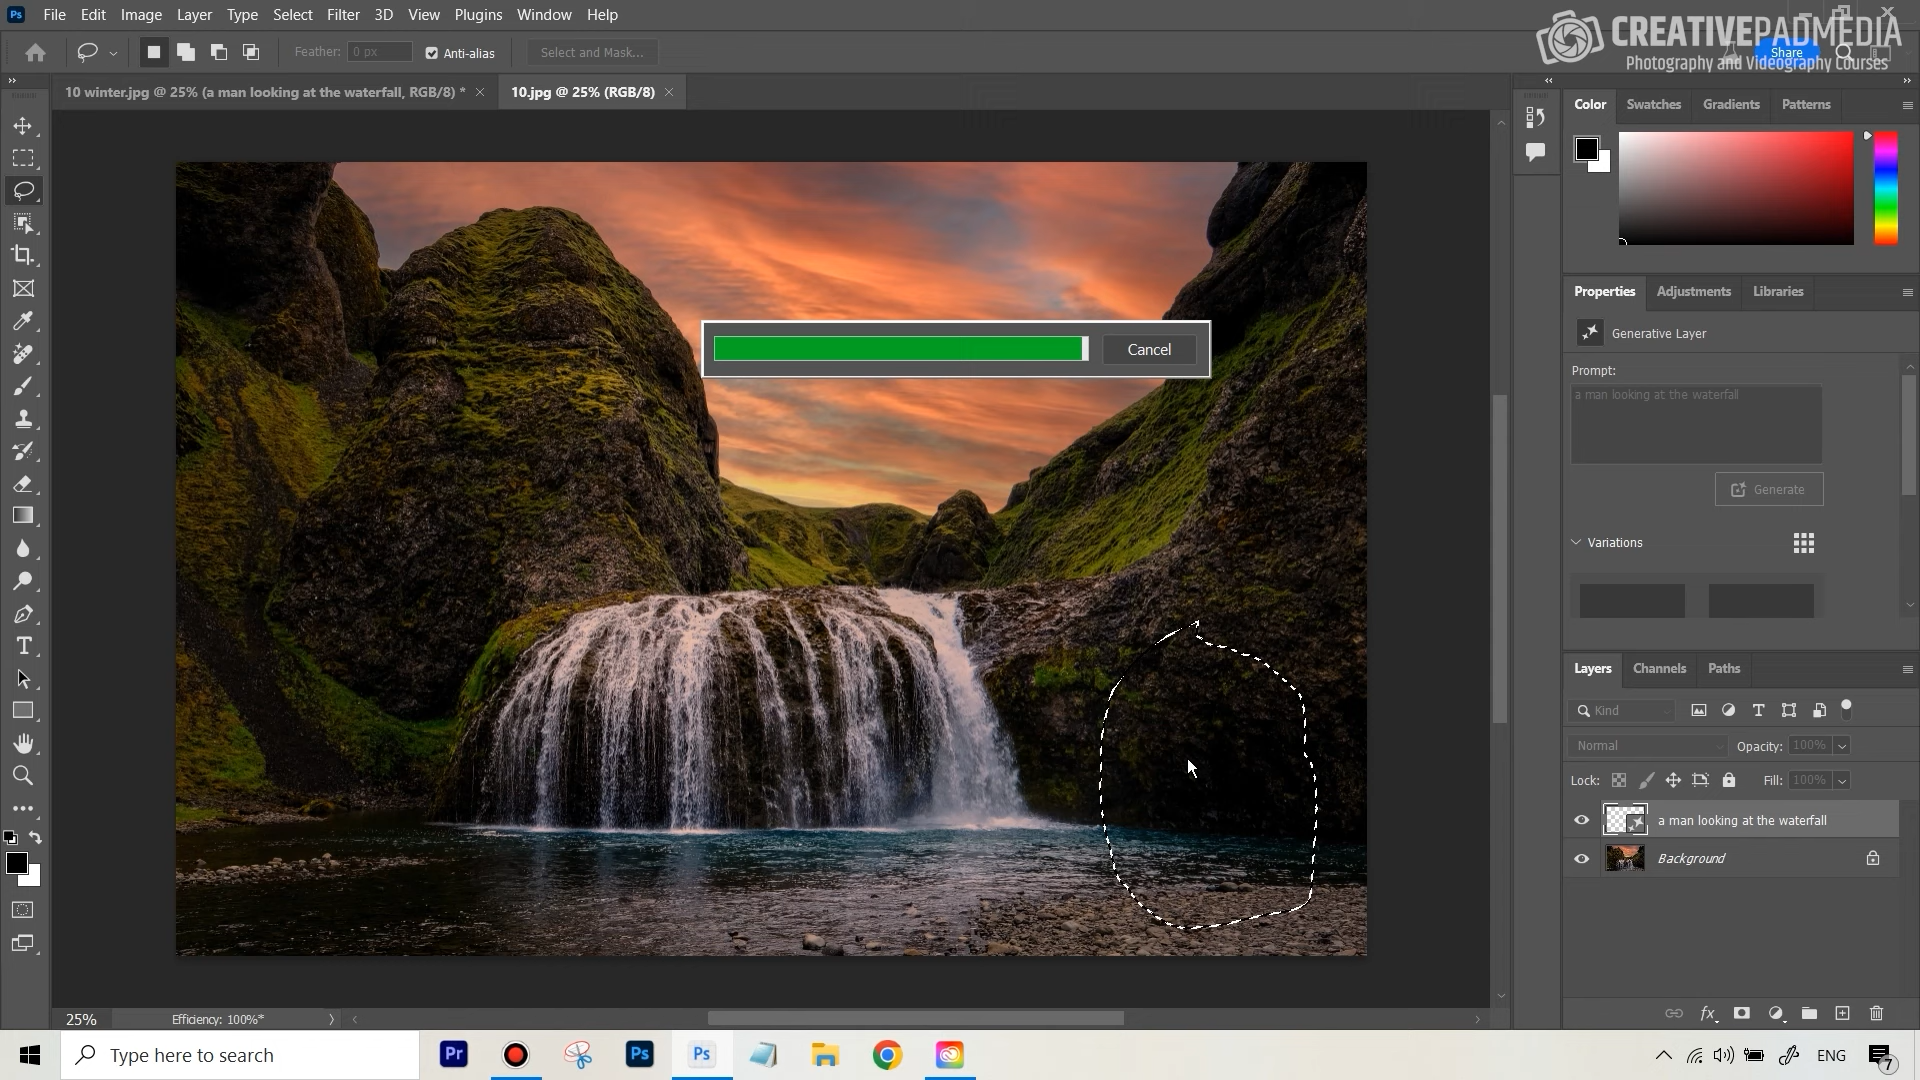 File Edit Image Layer Type Select Filter 3D View Plugins Window Help
CREATIVEPADMEDIA
Photography and Videography Courses
Feather: 0 px Anti-alias Select and Mask... Share
10 winter.jpg @ 25% (a man looking at the waterfall, RGB/8) * 10.jpg @ 25% (RGB/8)
Color Swatches Gradients Patterns
Properties Adjustments Libraries
Generative Layer
Cancel
Prompt:
a man looking at the waterfall
Generate
Variations
Layers Channels Paths
Kind
Normal Opacity: 100%
Lock: Fill: 100%
a man looking at the waterfall
Background
25% Efficiency: 100%*
Type here to search
Pr
Ps
Ps
ENG
7